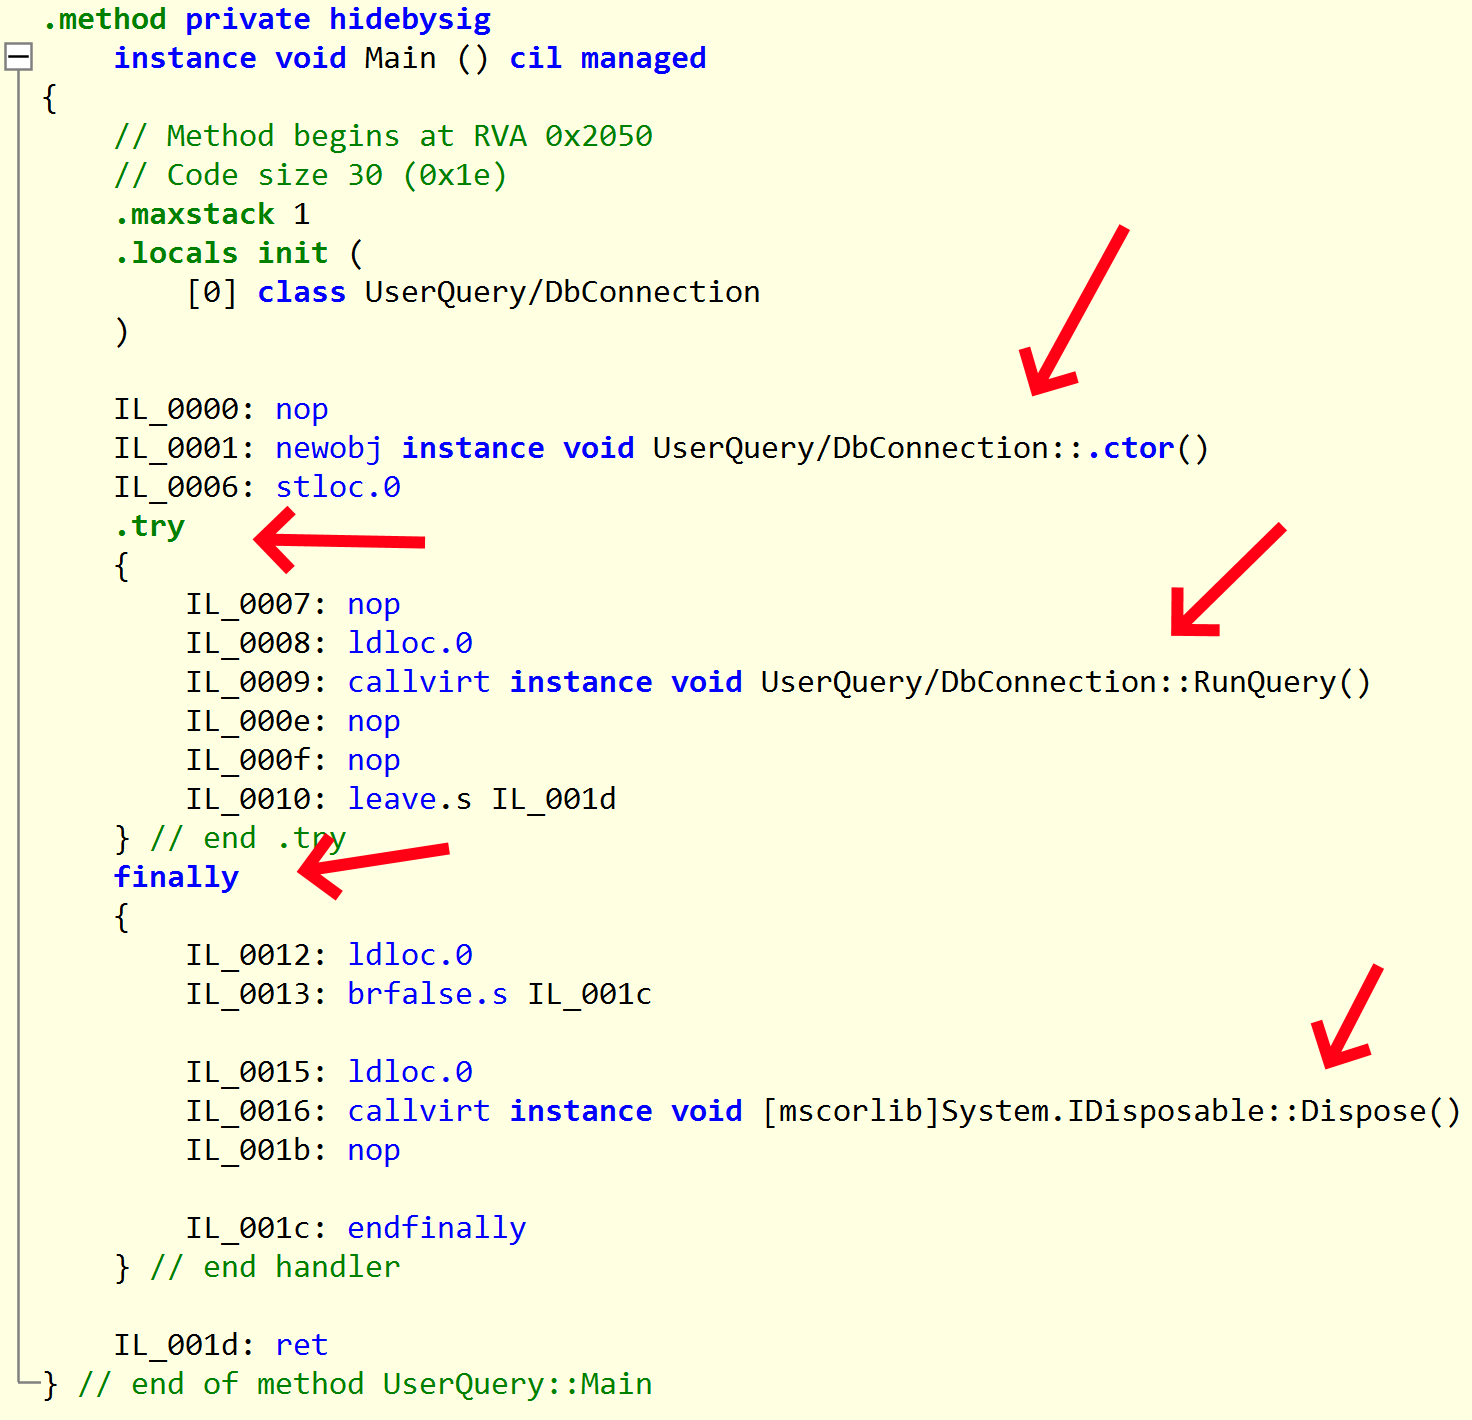 .method private hidebysig
    instance void Main () cil managed
{
    // Method begins at RVA 0x2050
    // Code size 30 (0x1e)
    .maxstack 1
    .locals init (
        [0] class UserQuery/DbConnection
    )

    IL_0000: nop
    IL_0001: newobj instance void UserQuery/DbConnection::.ctor()
    IL_0006: stloc.0
    .try
    {
        IL_0007: nop
        IL_0008: ldloc.0
        IL_0009: callvirt instance void UserQuery/DbConnection::RunQuery()
        IL_000e: nop
        IL_000f: nop
        IL_0010: leave.s IL_001d
    } // end .try
    finally
    {
        IL_0012: ldloc.0
        IL_0013: brfalse.s IL_001c

        IL_0015: ldloc.0
        IL_0016: callvirt instance void [mscorlib]System.IDisposable::Dispose()
        IL_001b: nop

        IL_001c: endfinally
    } // end handler

    IL_001d: ret
} // end of method UserQuery::Main